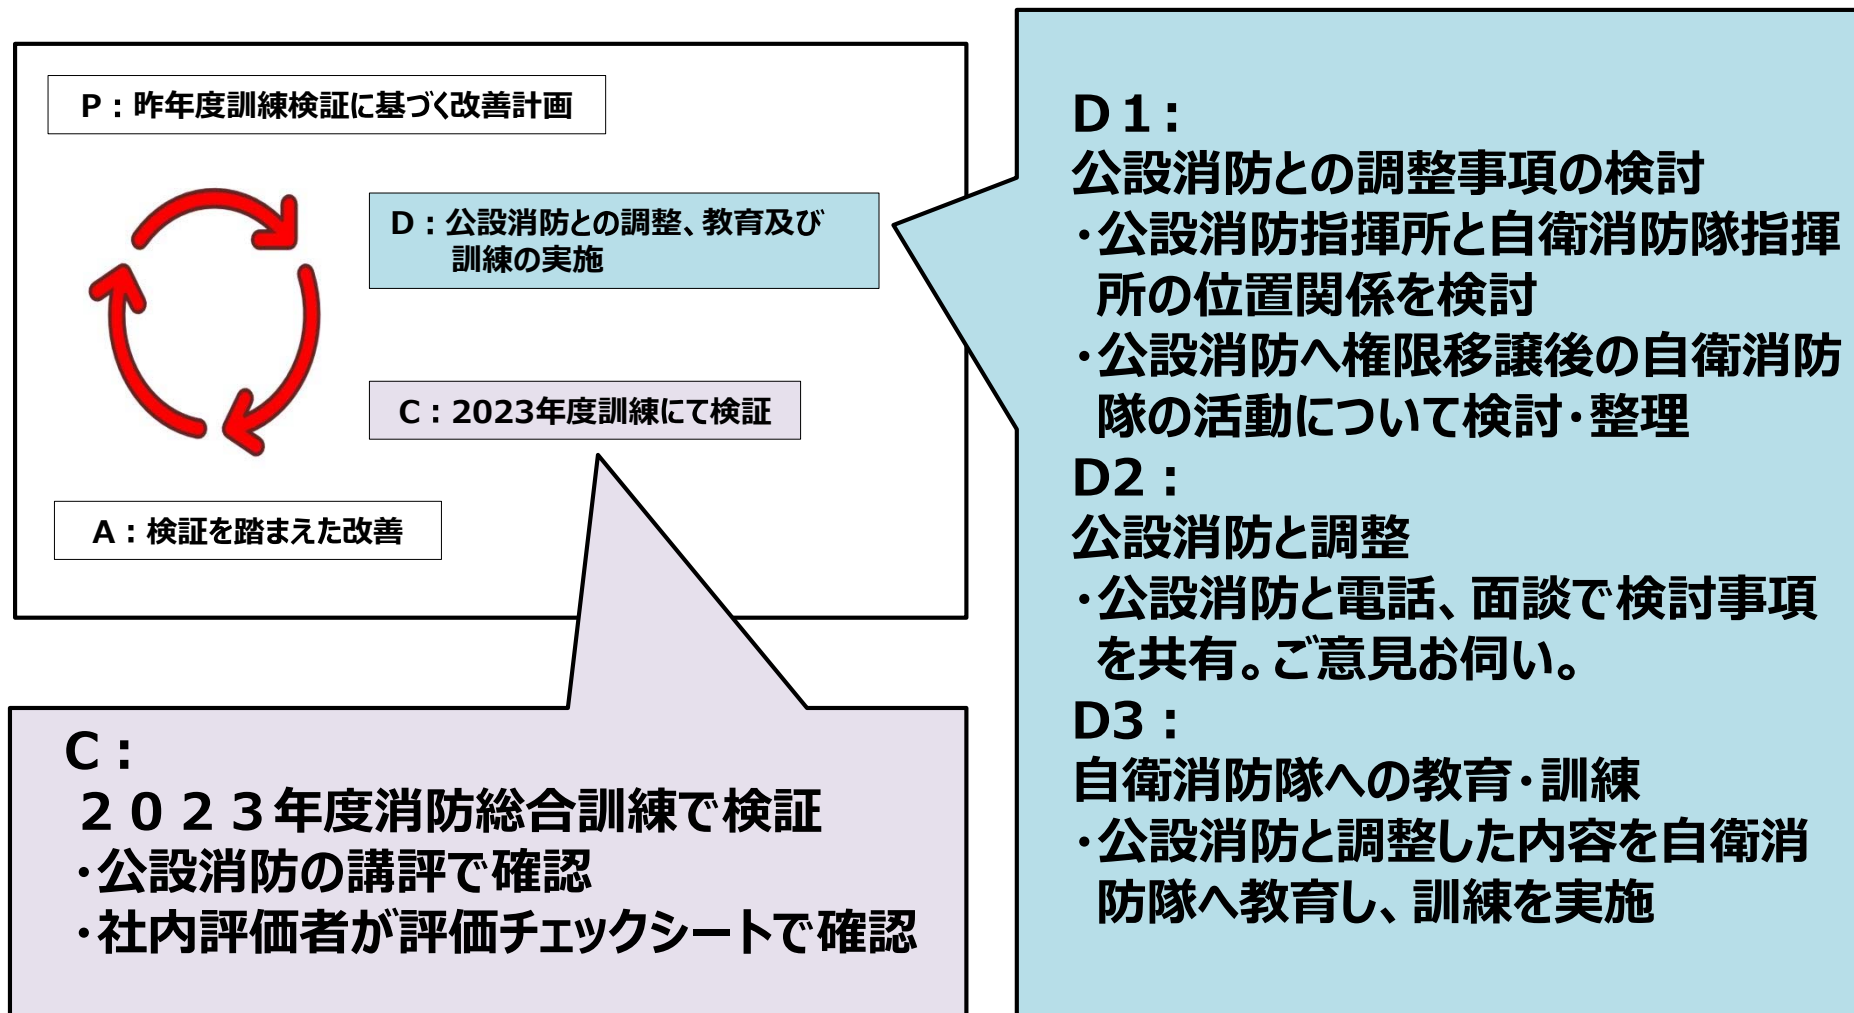 P：昨年度訓練検証に基づく改善計画
D：公設消防との調整、教育及び
訓練の実施
C：2023年度訓練にて検証
A：検証を踏まえた改善
C：
２０２３年度消防総合訓練で検証
・公設消防の講評で確認
・社内評価者が評価チェックシートで確認
D１：
公設消防との調整事項の検討
・公設消防指揮所と自衛消防隊指揮
所の位置関係を検討
・公設消防へ権限移譲後の自衛消防
隊の活動について検討・整理
D2：
公設消防と調整
・公設消防と電話、面談で検討事項
を共有。ご意見お伺い。
D3：
自衛消防隊への教育・訓練
・公設消防と調整した内容を自衛消
防隊へ教育し、訓練を実施